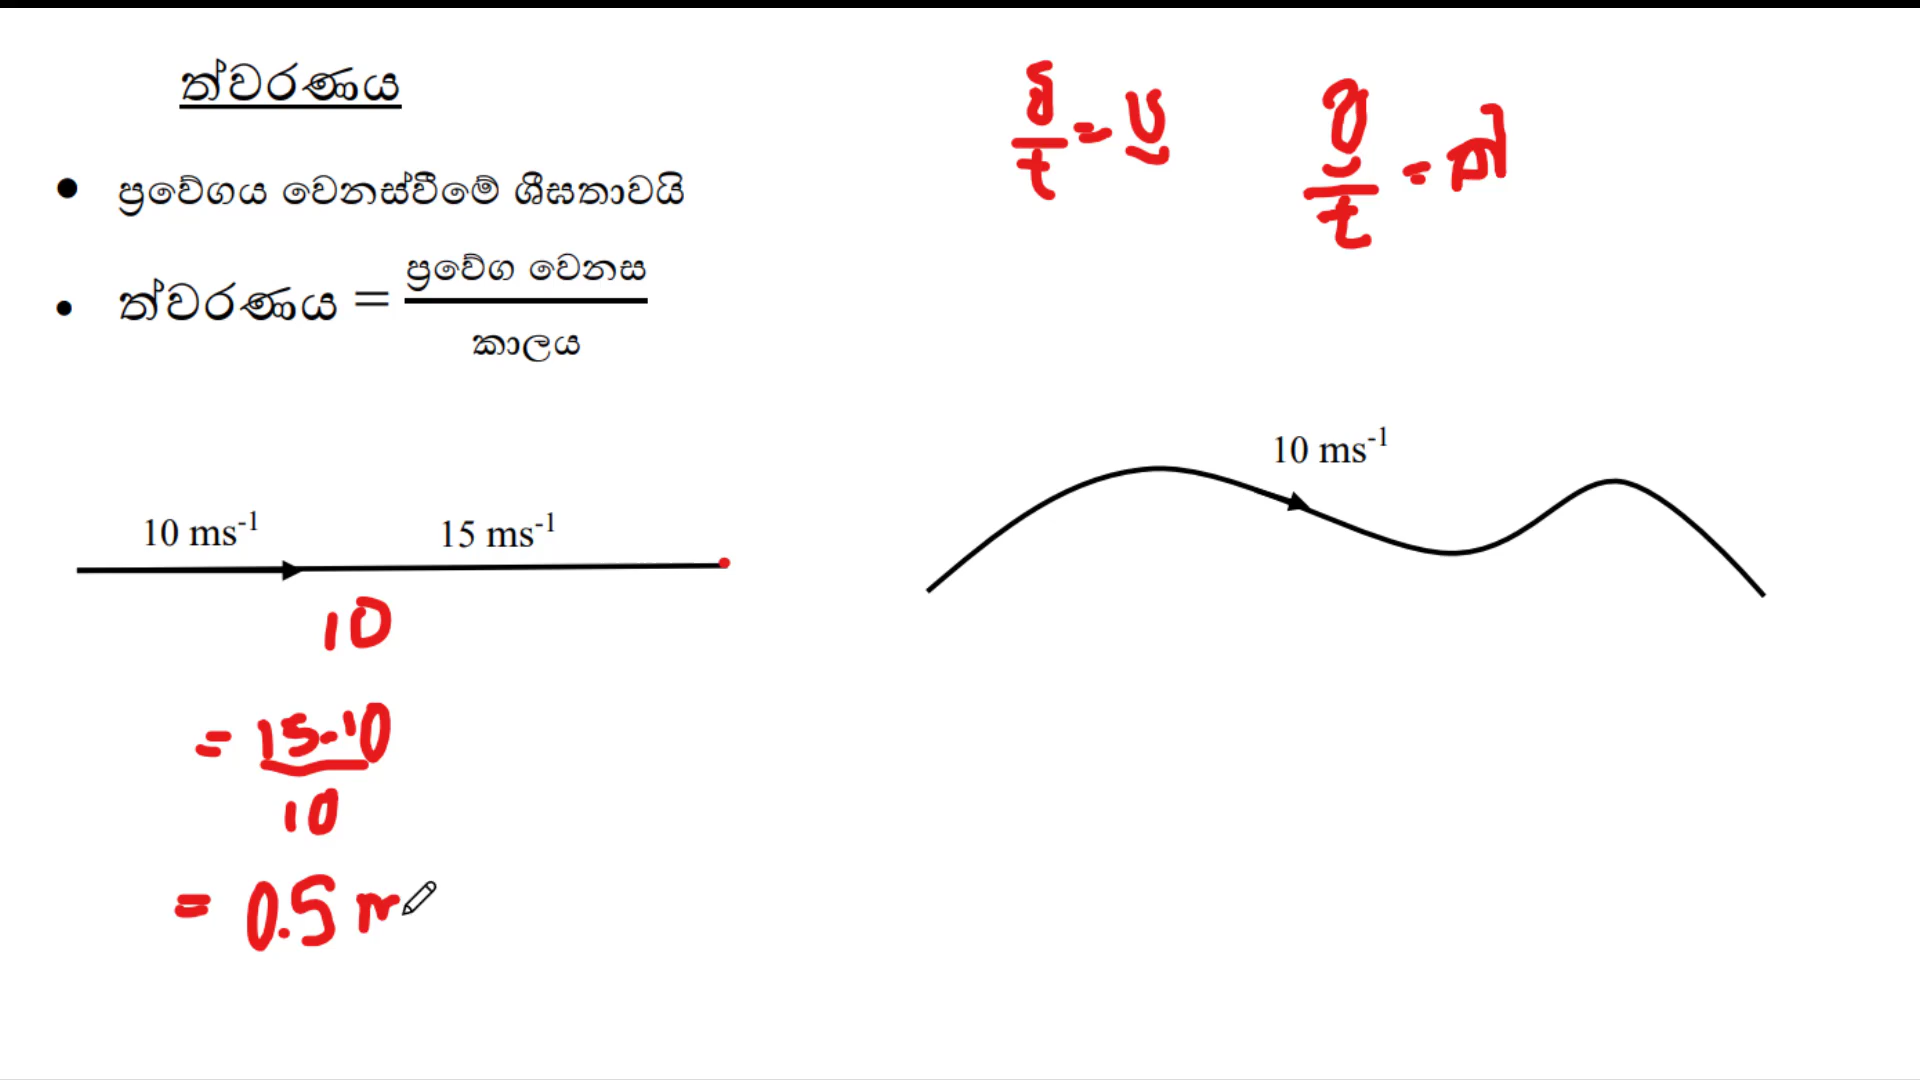 ත්වරණය
• ප්‍රවේගය වෙනස්වීමේ ශීඝතාවයි
• ත්වරණය = ප්‍රවේග වෙනස
කාලය
t
=
t
=
10 ms-1
10 ms-1 15 ms-1
10
= 15-10
10
= 0.5 m